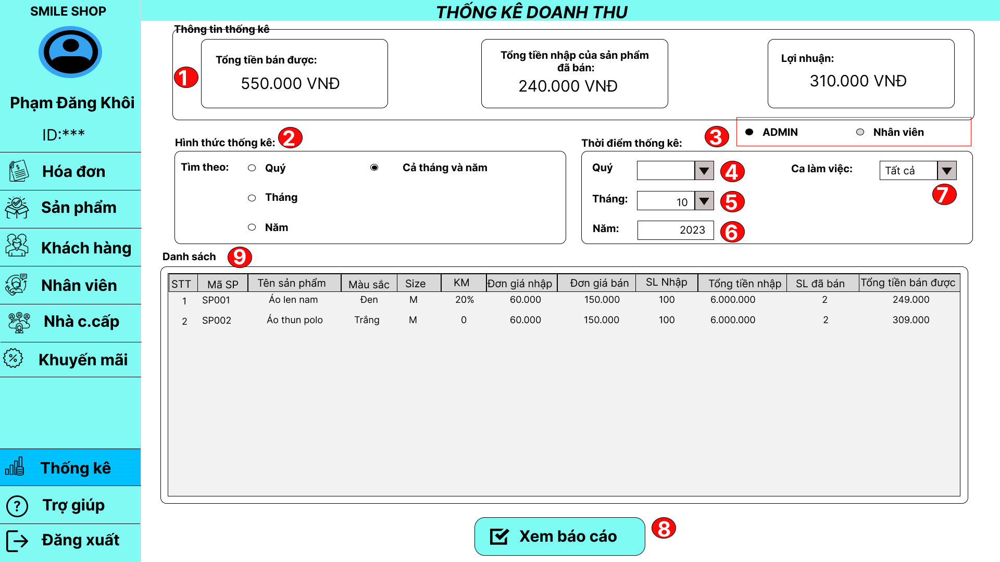 SMILE SHOP
Phạm Đăng Khôi
ID:***
Hóa đơn
Sản phẩm
Khách hàng
Nhân viên
Nhà c.cấp
Khuyến mãi
Thống kê
? Trợ giúp
Đăng xuất
THỐNG KÊ DOANH THU
Thông tin thống kê
1
Tổng tiền bán được:
550.000 VNĐ
Tổng tiền nhập của sản phẩm
đã bán:
240.000 VNĐ
Lợi nhuận:
310.000 VNĐ
3 ADMIN Nhân viên
Hình thức thống kê: 2
Tìm theo: Quý Cả tháng và năm
Tháng
Năm
Thời điểm thống kê:
Quý 4 Ca làm việc: Tất cả
7
Tháng: 10 5
Năm: 2023 6
Danh sách 9
STT Mã SP Tên sản phẩm Màu sắc Size KM Đơn giá nhập Đơn giá bán SL Nhập Tổng tiền nhập SL đã bán Tổng tiền bán được
1 SP001 Áo len nam Đen M 20% 60.000 150.000 100 6.000.000 2 249.000
2 SP002 Áo thun polo Trắng M 0 60.000 150.000 100 6.000.000 2 309.000
Xem báo cáo 8